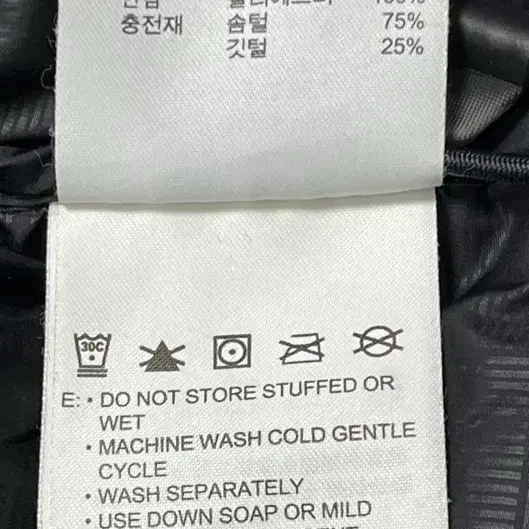 충전재 솜털 75%
깃털 25%
30C
E: • DO NOT STORE STUFFED OR
WET
• MACHINE WASH COLD GENTLE
CYCLE
• WASH SEPARATELY
• USE DOWN SOAP OR MILD